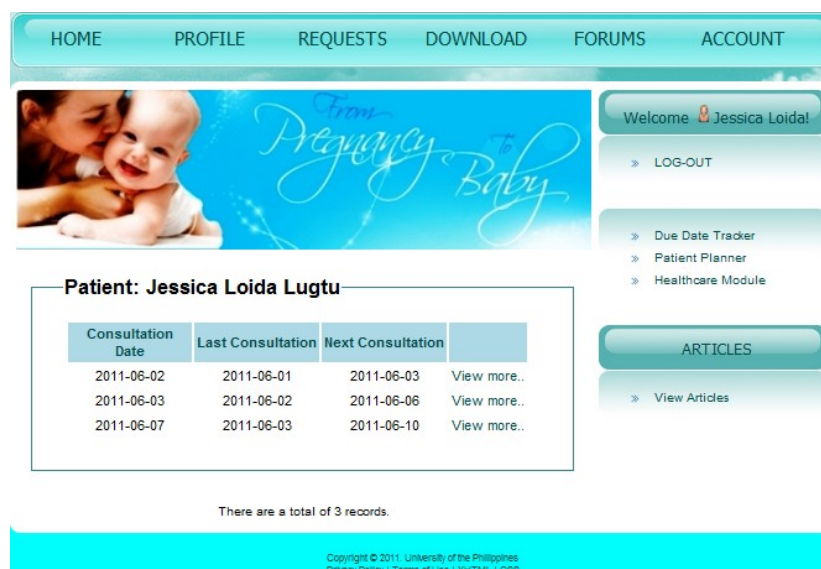 HOME PROFILE REQUESTS DOWNLOAD FORUMS ACCOUNT
From
Pregnancy
To
Baby
Welcome Jessica Loida!
» LOG-OUT
» Due Date Tracker
» Patient Planner
» Healthcare Module
Patient: Jessica Loida Lugtu
Consultation Date Last Consultation Next Consultation
2011-06-02 2011-06-01 2011-06-03 View more..
2011-06-03 2011-06-02 2011-06-06 View more..
2011-06-07 2011-06-03 2011-06-10 View more..
ARTICLES
» View Articles
There are a total of 3 records.
Copyright © 2011. University of the Philippines